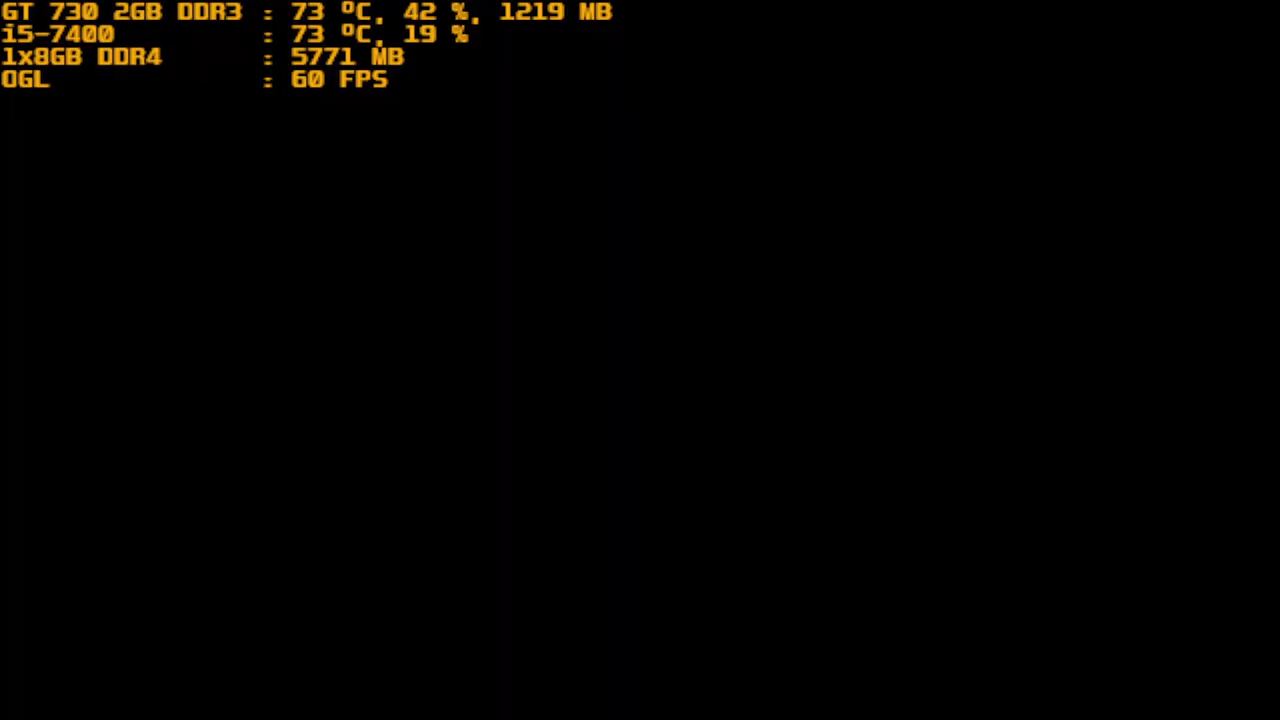 GT 730 2GB DDR3 : 73 ºC, 42 %, 1219 MB
i5-7400 : 73 ºC, 19 %
1x8GB DDR4 : 5771 MB
OGL : 60 FPS